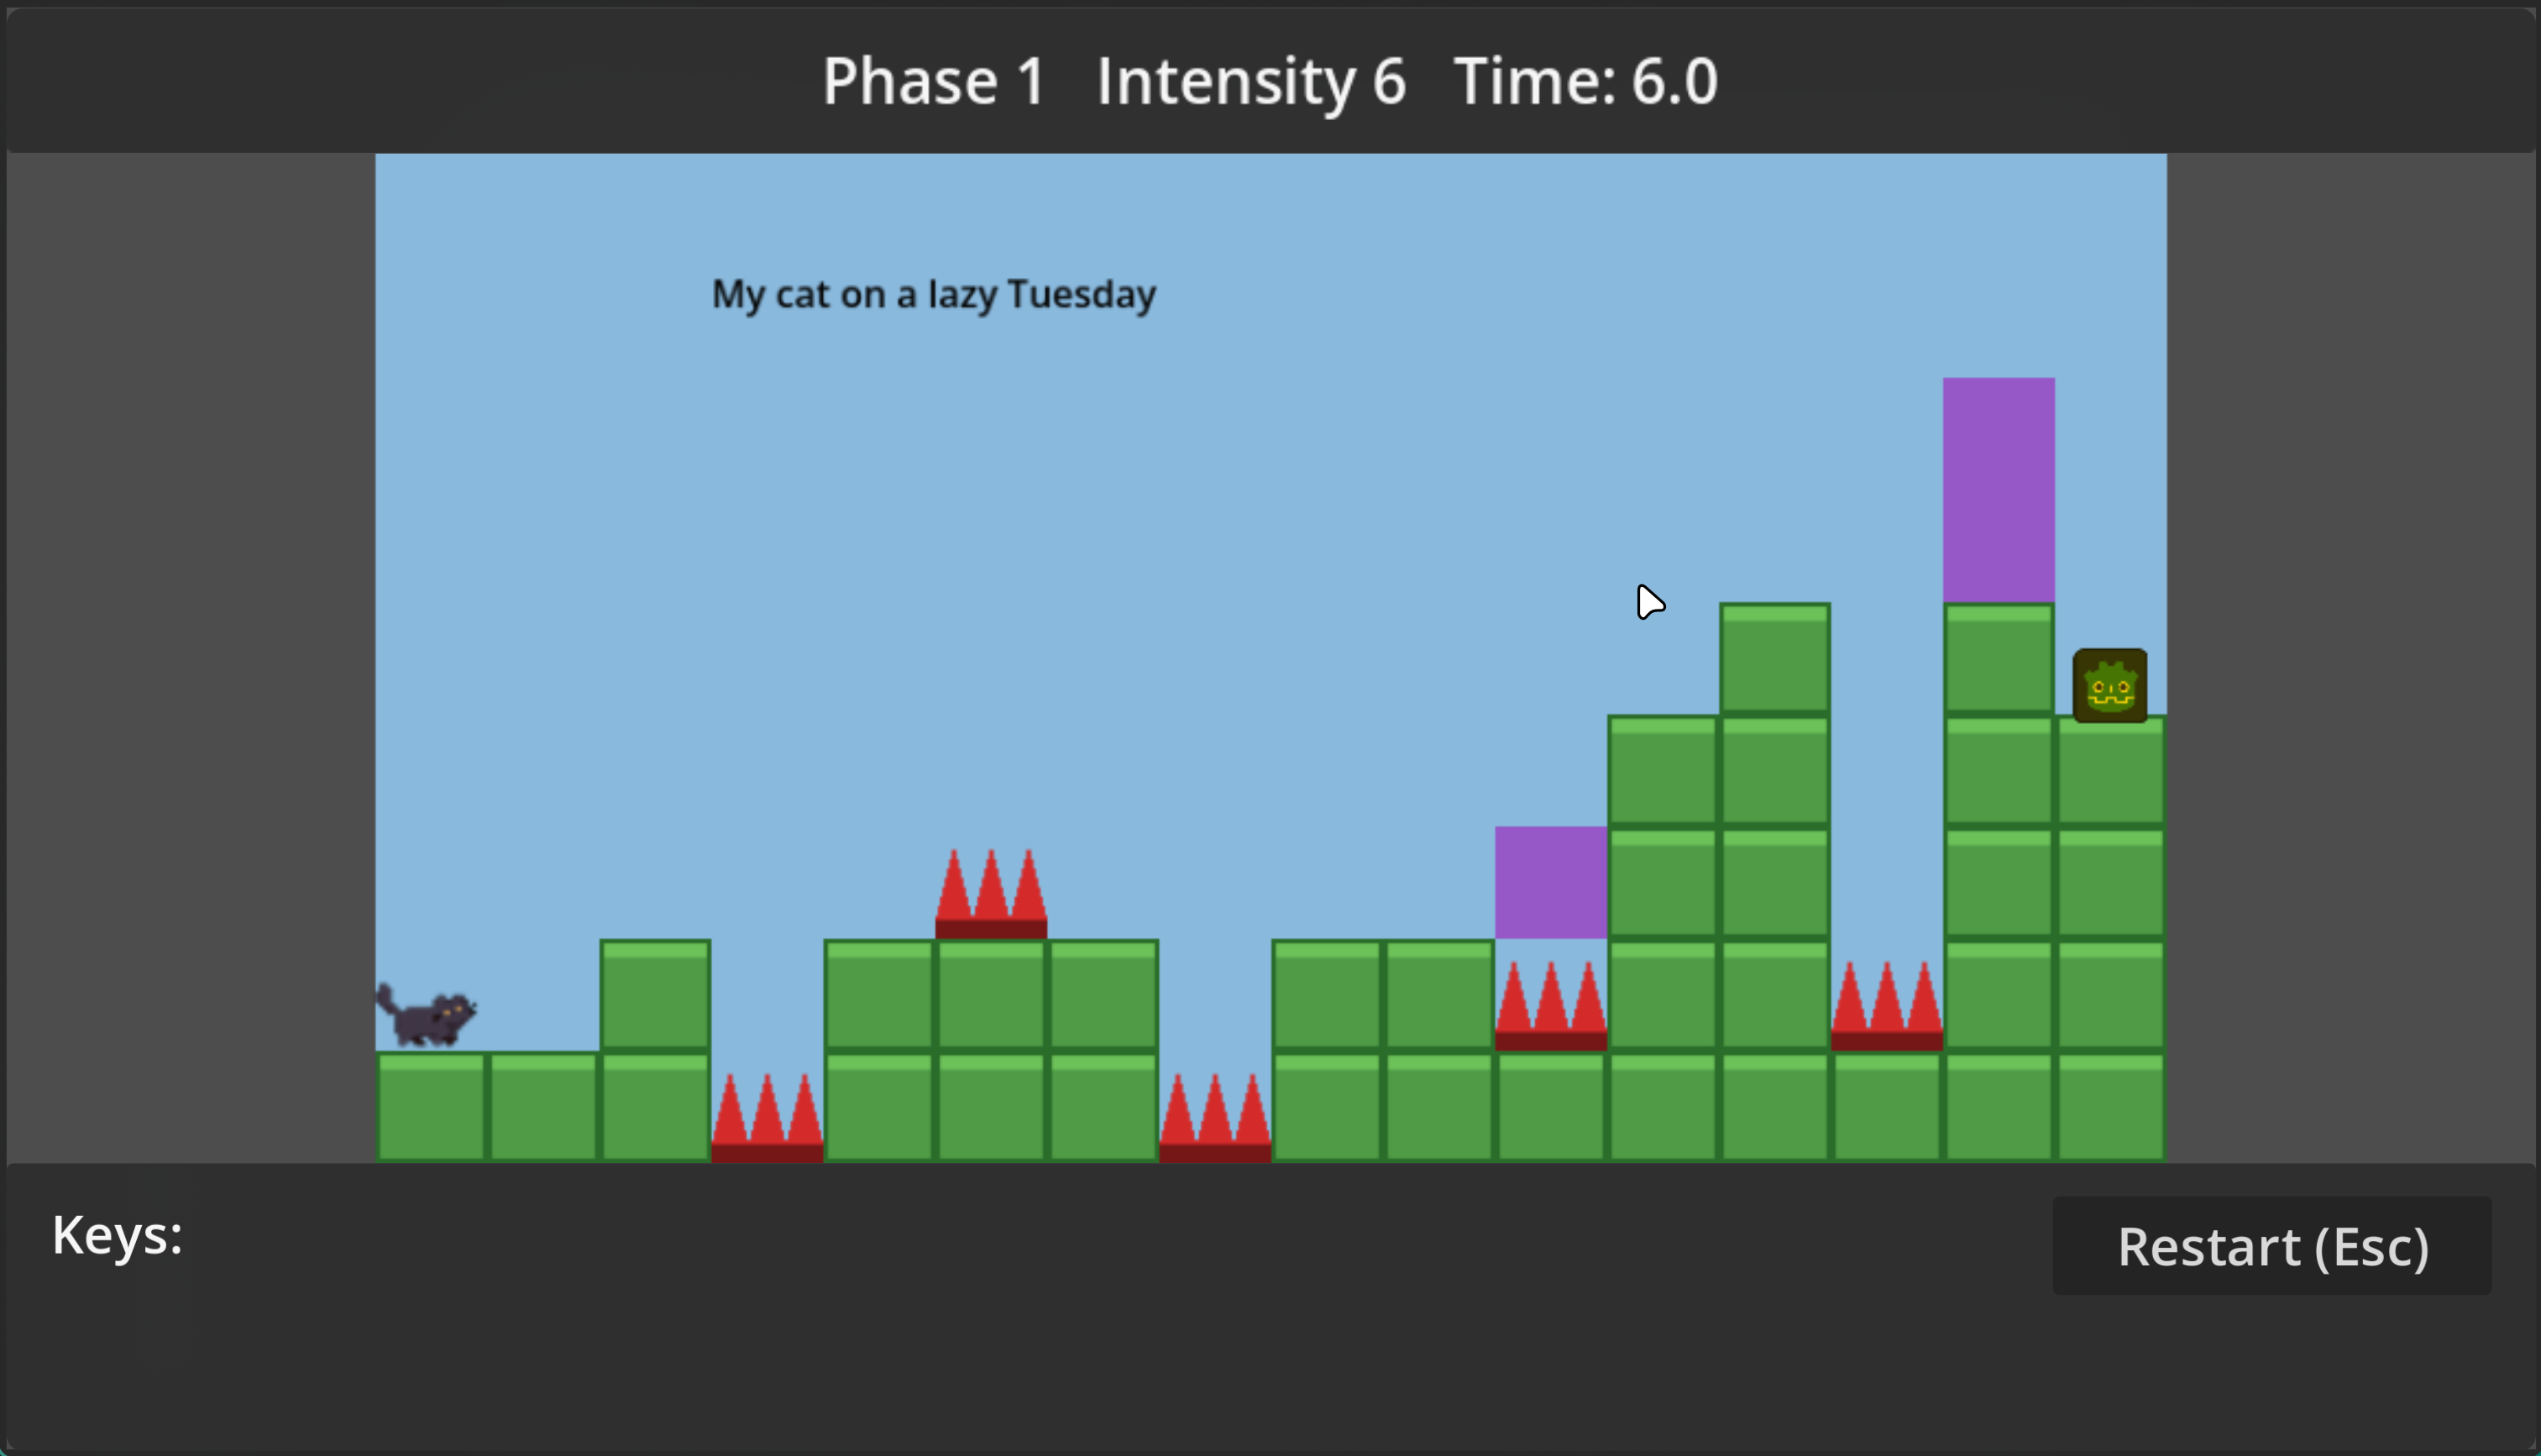 Phase 1 Intensity 6 Time: 6.0
My cat on a lazy Tuesday
Keys:
Restart (Esc)